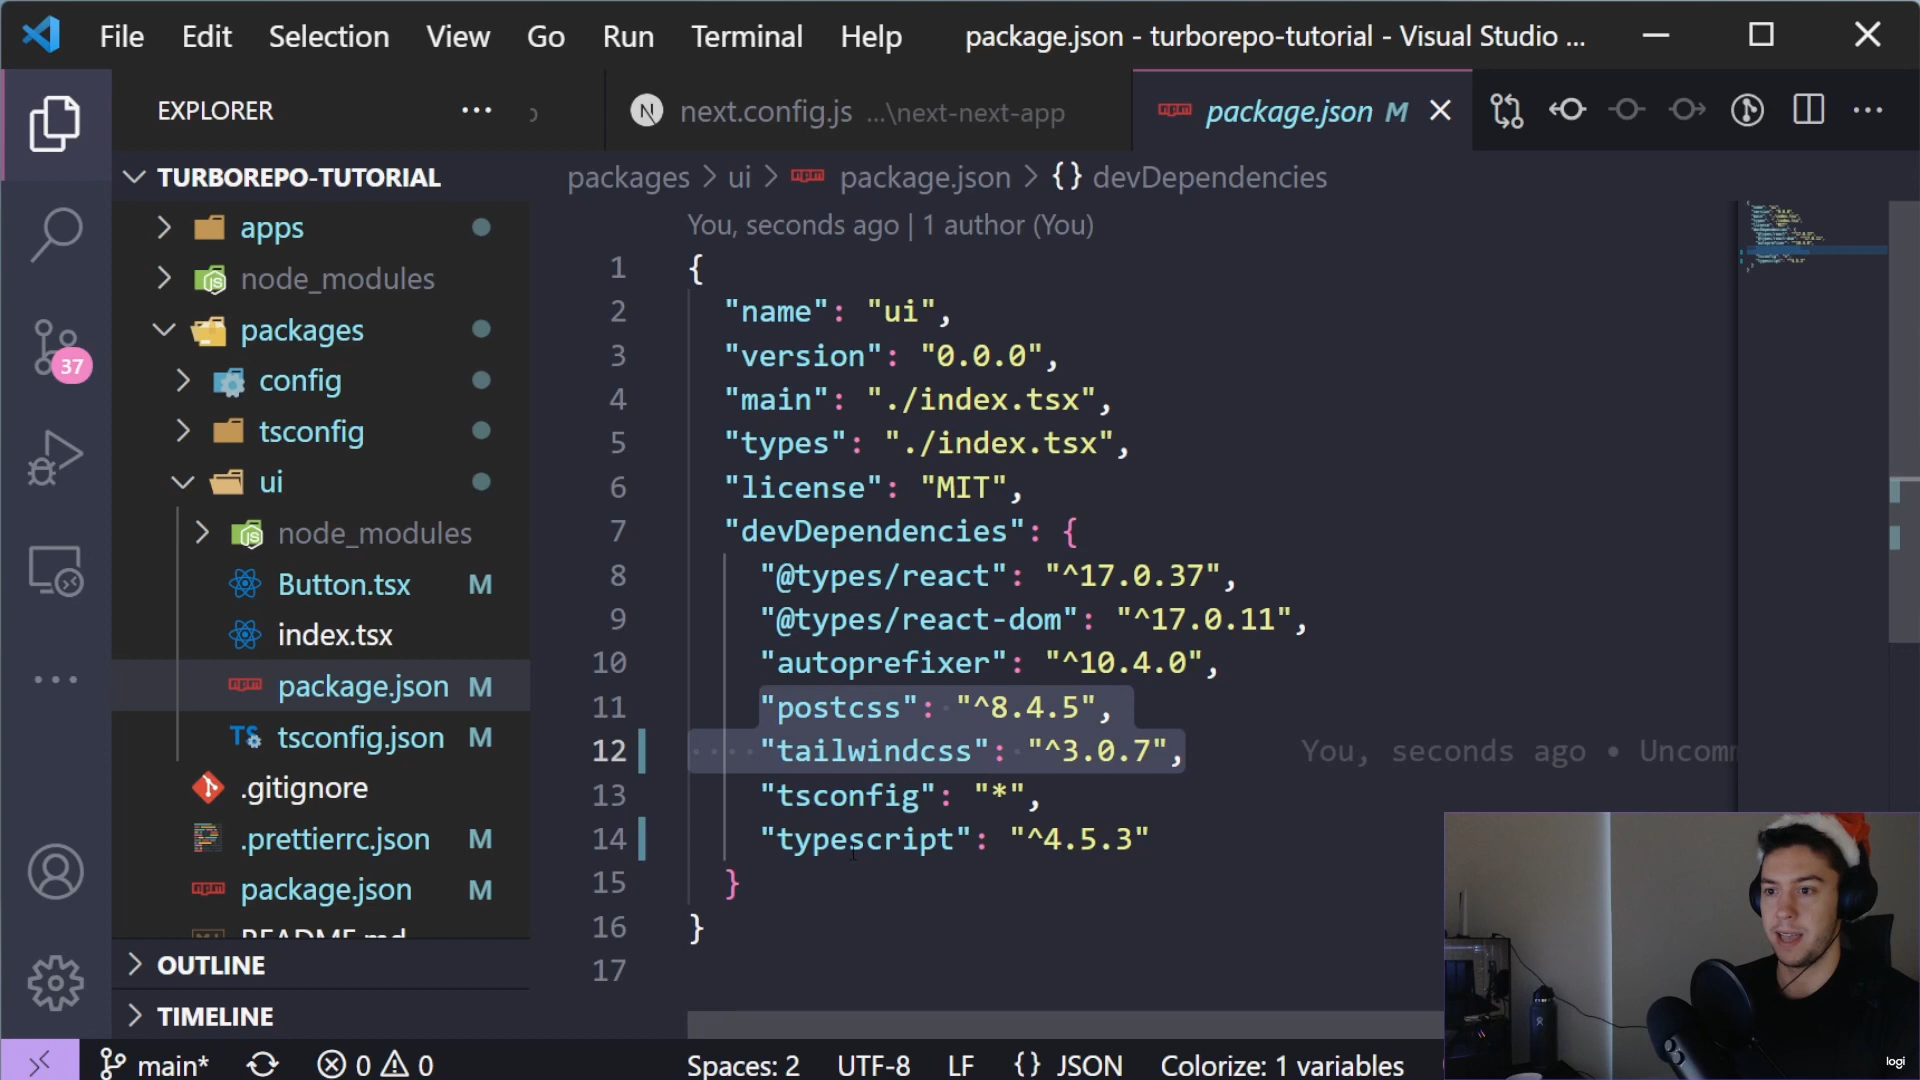 File Edit Selection View Go Run Terminal Help package.json - turborepo-tutorial - Visual Studio ...
EXPLORER
N next.config.js ...\next-next-app
package.json M
TURBOREPO-TUTORIAL
packages > ui > package.json > {} devDependencies
apps
node_modules
packages
config
tsconfig
ui
node_modules
Button.tsx M
index.tsx
package.json M
TS tsconfig.json M
.gitignore
.prettierrc.json M
package.json M
README.md
OUTLINE
TIMELINE
37
You, seconds ago | 1 author (You)
1 {
2 "name": "ui",
3 "version": "0.0.0",
4 "main": "./index.tsx",
5 "types": "./index.tsx",
6 "license": "MIT",
7 "devDependencies": {
8 "@types/react": "^17.0.37",
9 "@types/react-dom": "^17.0.11",
10 "autoprefixer": "^10.4.0",
11 "postcss": "^8.4.5",
12 "tailwindcss": "^3.0.7", You, seconds ago • Uncomm
13 "tsconfig": "*",
14 "typescript": "^4.5.3"
15 }
16 }
17
main* 0 0 Spaces: 2 UTF-8 LF {} JSON Colorize: 1 variables
logi